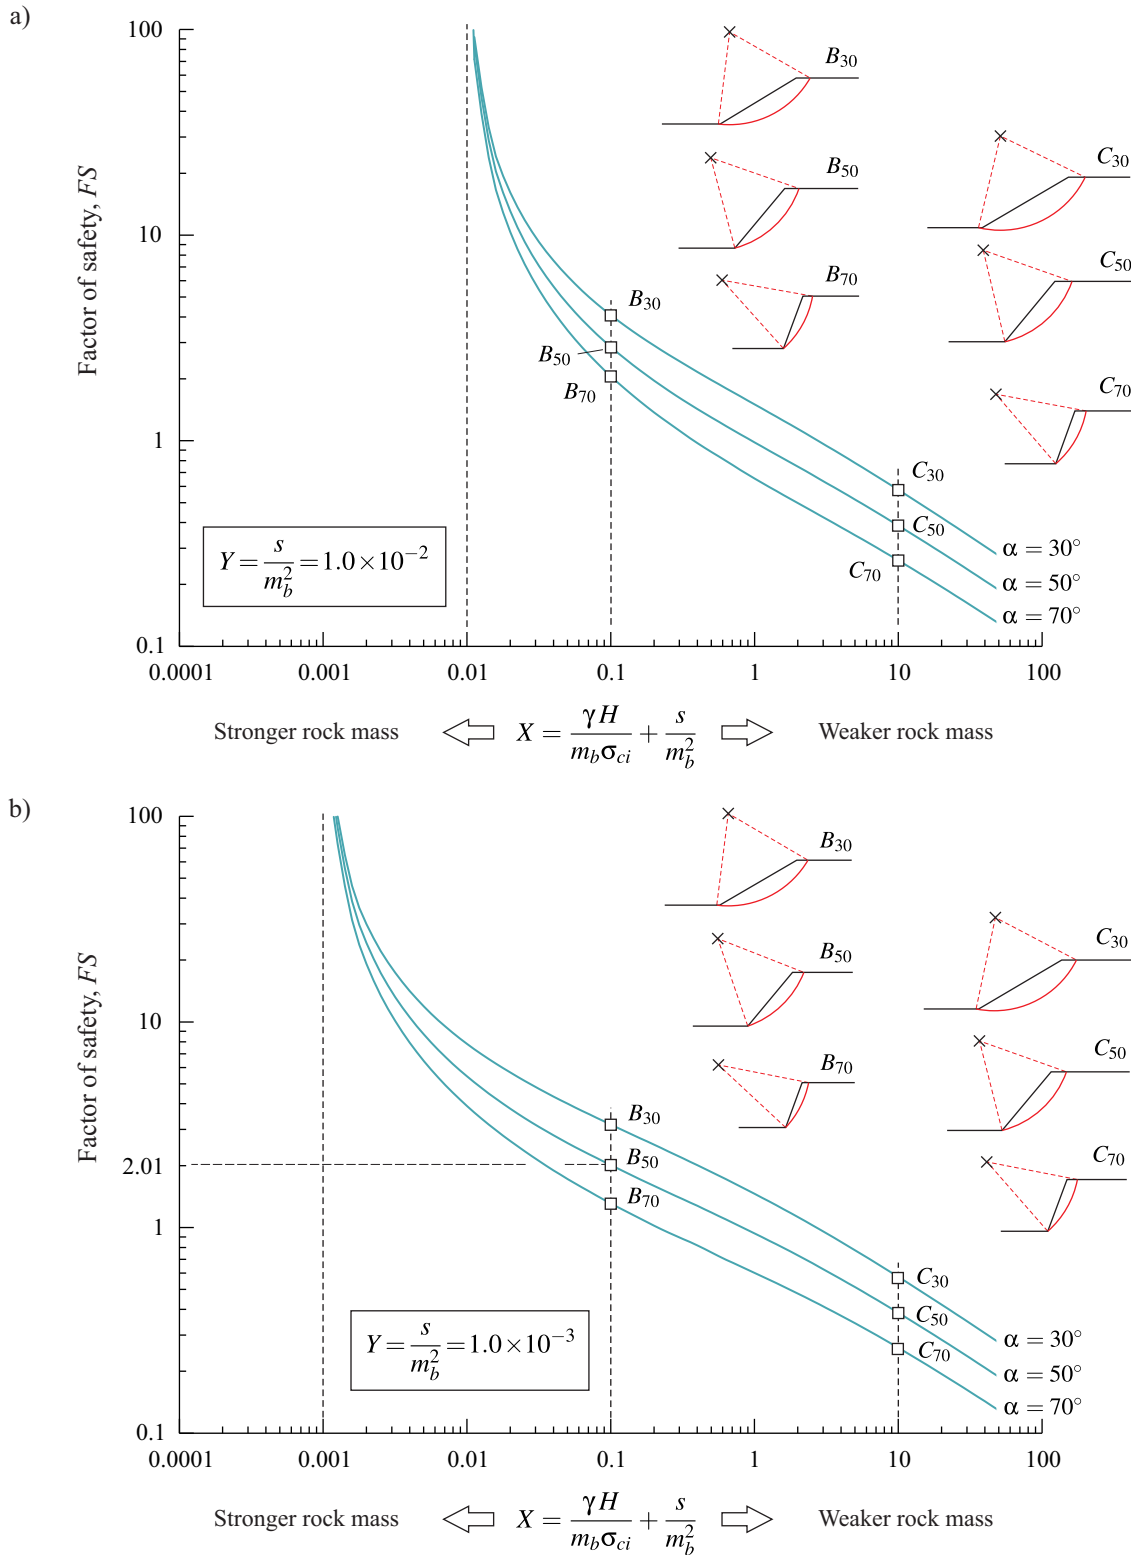 a)
100
10
1
0.1
Factor of safety, FS
0.0001 0.001 0.01 0.1 1 10 100
B30
B50
B70
C30
C50
C70
B30
B50
B70
C30
C50
C70
α = 30°
α = 50°
α = 70°
Y = s/m_b^2 = 1.0 × 10^−2
Stronger rock mass
X = γH/(m_b σ_ci) + s/m_b^2
Weaker rock mass
b)
100
10
2.01
1
0.1
Factor of safety, FS
0.0001 0.001 0.01 0.1 1 10 100
B30
B50
B70
C30
C50
C70
B30
B50
B70
C30
C50
C70
α = 30°
α = 50°
α = 70°
Y = s/m_b^2 = 1.0 × 10^−3
Stronger rock mass
X = γH/(m_b σ_ci) + s/m_b^2
Weaker rock mass